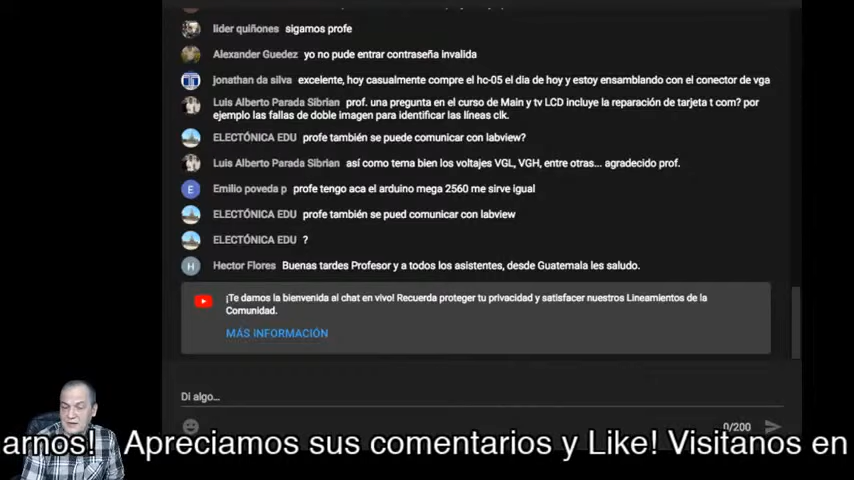 lider quiñones sigamos profe
Alexander Guedez yo no pude entrar contraseña invalida
jonathan da silva excelente, hoy casualmente compre el hc-05 el dia de hoy y estoy ensamblando con el conector de vga
Luis Alberto Parada Sibrian prof. una pregunta en el curso de Main y tv LCD incluye la reparación de tarjeta t com? por
ejemplo las fallas de doble imagen para identificar las líneas clk.
ELECTÓNICA EDU profe también se puede comunicar con labview?
Luis Alberto Parada Sibrian así como tema bien los voltajes VGL, VGH, entre otras... agradecido prof.
E Emilio poveda p profe tengo aca el arduino mega 2560 me sirve igual
ELECTÓNICA EDU profe también se pued comunicar con labview
ELECTÓNICA EDU ?
H Hector Flores Buenas tardes Profesor y a todos los asistentes, desde Guatemala les saludo.
¡Te damos la bienvenida al chat en vivo! Recuerda proteger tu privacidad y satisfacer nuestros Lineamientos de la
Comunidad.
MÁS INFORMACIÓN
Di algo...
0/200
arnos! Apreciamos sus comentarios y Like! Visitanos en